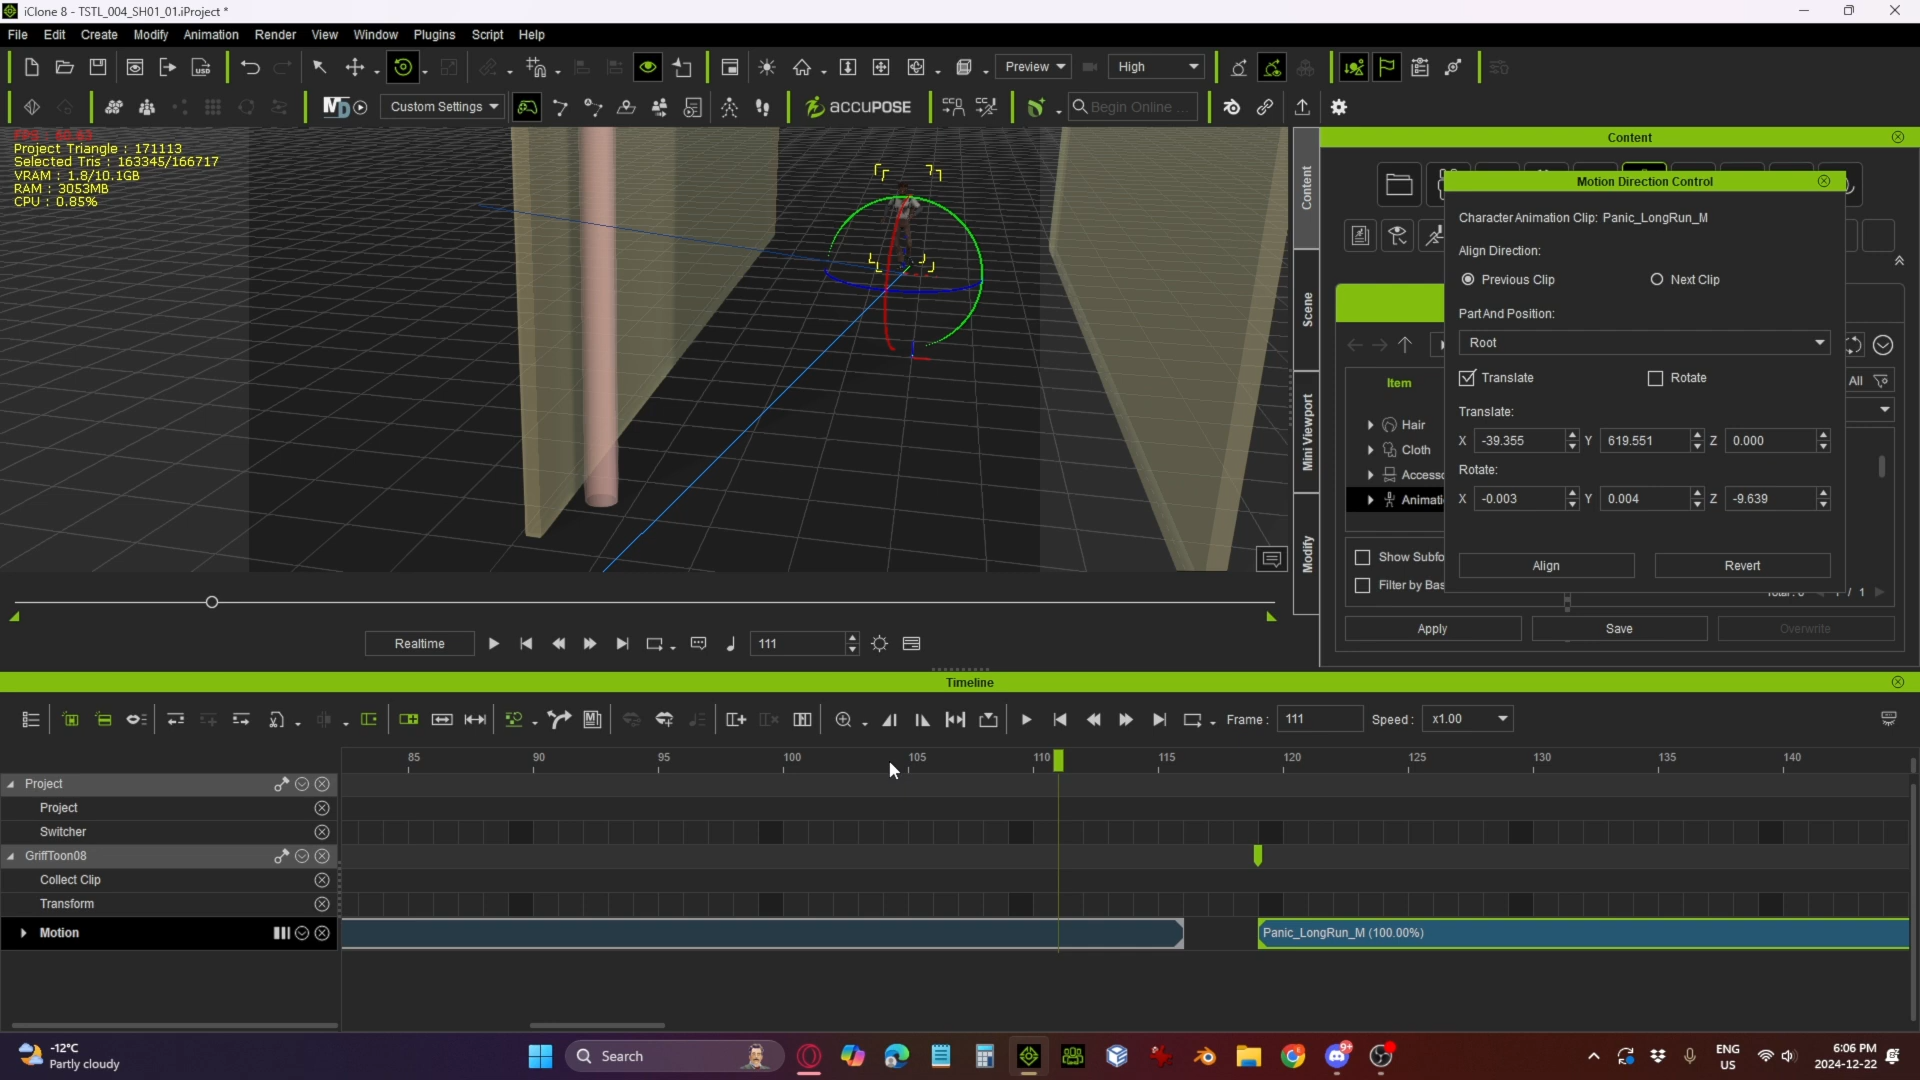 iClone 8 - TSTL_004_SH01_01.iProject *
File Edit Create Modify Animation Render View Window Plugins Script Help
Preview High
Custom Settings ACCUPOSE Begin Online ...
Project Triangle : 171113
Selected Tris : 163345/166717
VRAM : 1.8/10.1GB
RAM : 3053MB
CPU : 0.85%
Content
Scene
Mini Viewport
Modify
Content
Motion Direction Control
Character Animation Clip: Panic_LongRun_M
Align Direction:
Previous Clip Next Clip
Part And Position:
Root
Translate Rotate
Translate:
X -39.355 Y 619.551 Z 0.000
Rotate:
X -0.003 Y 0.004 Z -9.639
Align Revert
Item All
Hair
Cloth
Accesso
Animati
Show Subfo
Filter by Bas
/ 1
Apply Save Overwrite
Realtime 111
Timeline
Frame : 111 Speed : x1.00
85 90 95 100 105 110 115 120 125 130 135 140
Project
Project
Switcher
GriffToon08
Collect Clip
Transform
Motion
Panic_LongRun_M (100.00%)
-12°C
Partly cloudy
Search
ENG
US
6:06 PM
2024-12-22